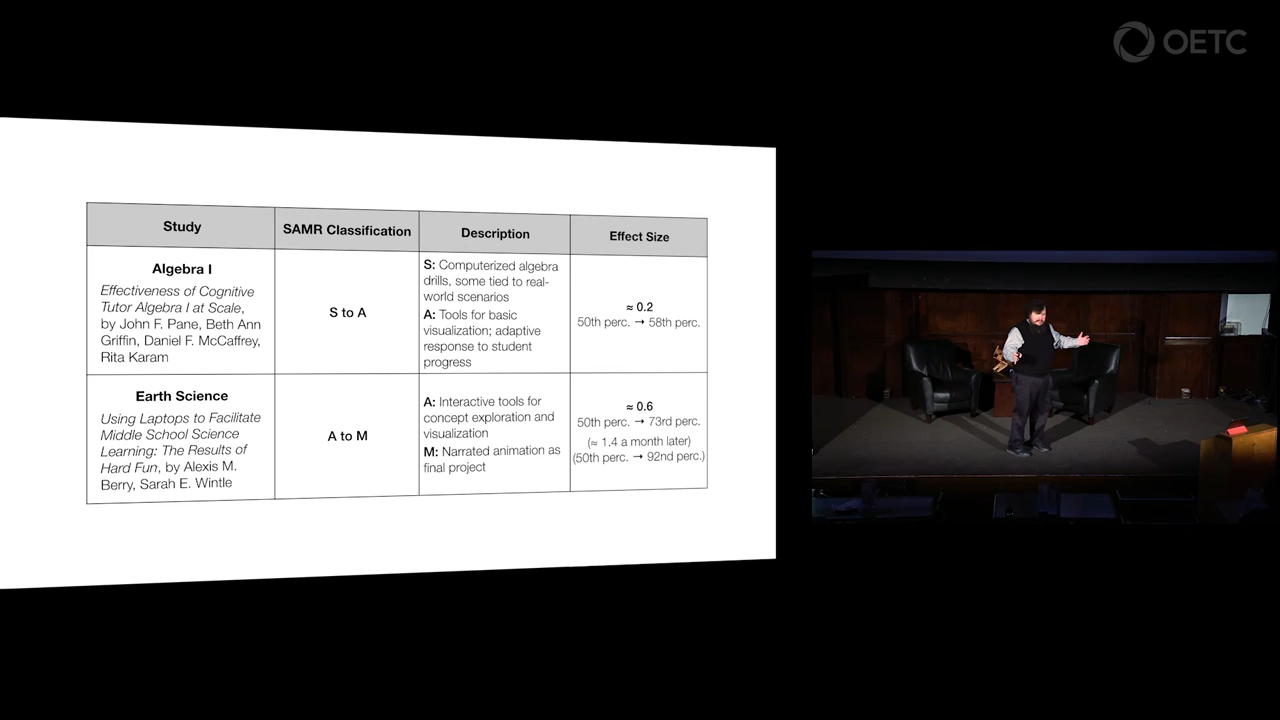 OETC
Study
SAMR Classification
Description
Effect Size
Algebra I
Effectiveness of Cognitive
Tutor Algebra I at Scale,
by John F. Pane, Beth Ann
Griffin, Daniel F. McCaffrey,
Rita Karam
S to A
S: Computerized algebra
drills, some tied to real-
world scenarios
A: Tools for basic
visualization; adaptive
response to student
progress
≈ 0.2
50th perc. → 58th perc.
Earth Science
Using Laptops to Facilitate
Middle School Science
Learning: The Results of
Hard Fun, by Alexis M.
Berry, Sarah E. Wintle
A to M
A: Interactive tools for
concept exploration and
visualization
M: Narrated animation as
final project
≈ 0.6
50th perc. → 73rd perc.
(≈ 1.4 a month later)
(50th perc. → 92nd perc.)